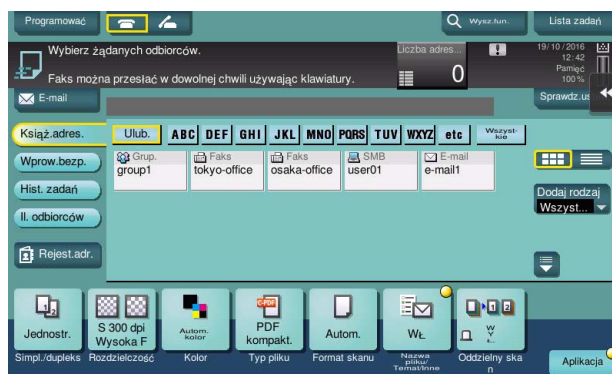 Programować
Wysz.fun.
Lista zadań
Wybierz żądanych odbiorców.
Liczba adres...
0
19/10/2016
12:42
Pamięć
100%
Faks można przesłać w dowolnej chwili używając klawiatury.
E-mail
Sprawdz.us
Książ.adres.
Ulub.
ABC
DEF
GHI
JKL
MNO
PQRS
TUV
WXYZ
etc
Wszyst-
kie
Wprow.bezp.
Hist. zadań
Il. odbiorców
Rejest.adr.
Grup.
group1
Faks
tokyo-office
Faks
osaka-office
SMB
user01
E-mail
e-mail1
Dodaj rodzaj
Wszyst...
Jednostr.
S 300 dpi
Wysoka F
Autom.
kolor
C-PDF
PDF
kompakt.
Autom.
WŁ
Simpl./dupleks
Rozdzielczość
Kolor
Typ pliku
Format skanu
Nazwa
pliku/
Temat/Inne
Oddzielny ska
n
Aplikacja